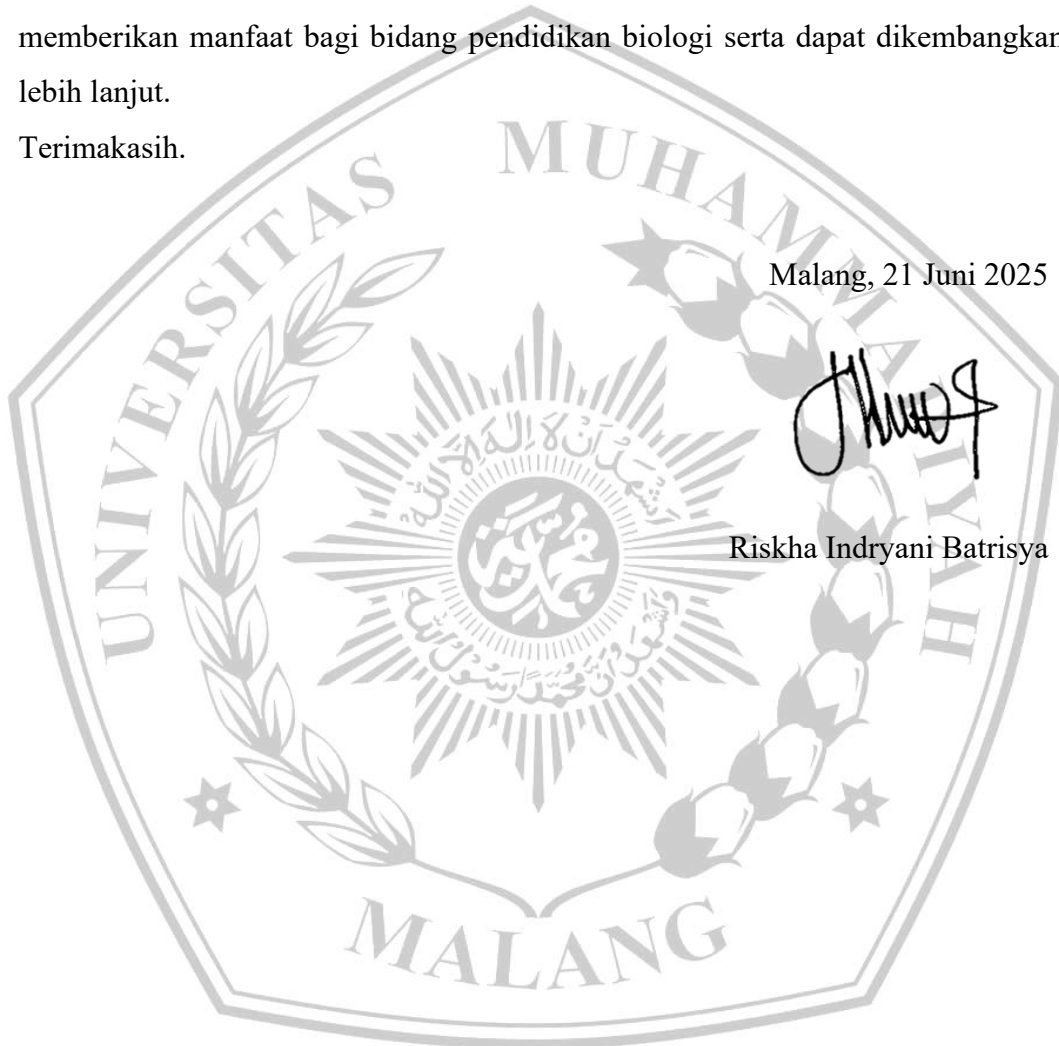 memberikan manfaat bagi bidang pendidikan biologi serta dapat dikembangkan
lebih lanjut.
Terimakasih.
UNIVERSITAS MUHAMMADIYAH
Malang, 21 Juni 2025
Riskha Indryani Batrisya
MALANG